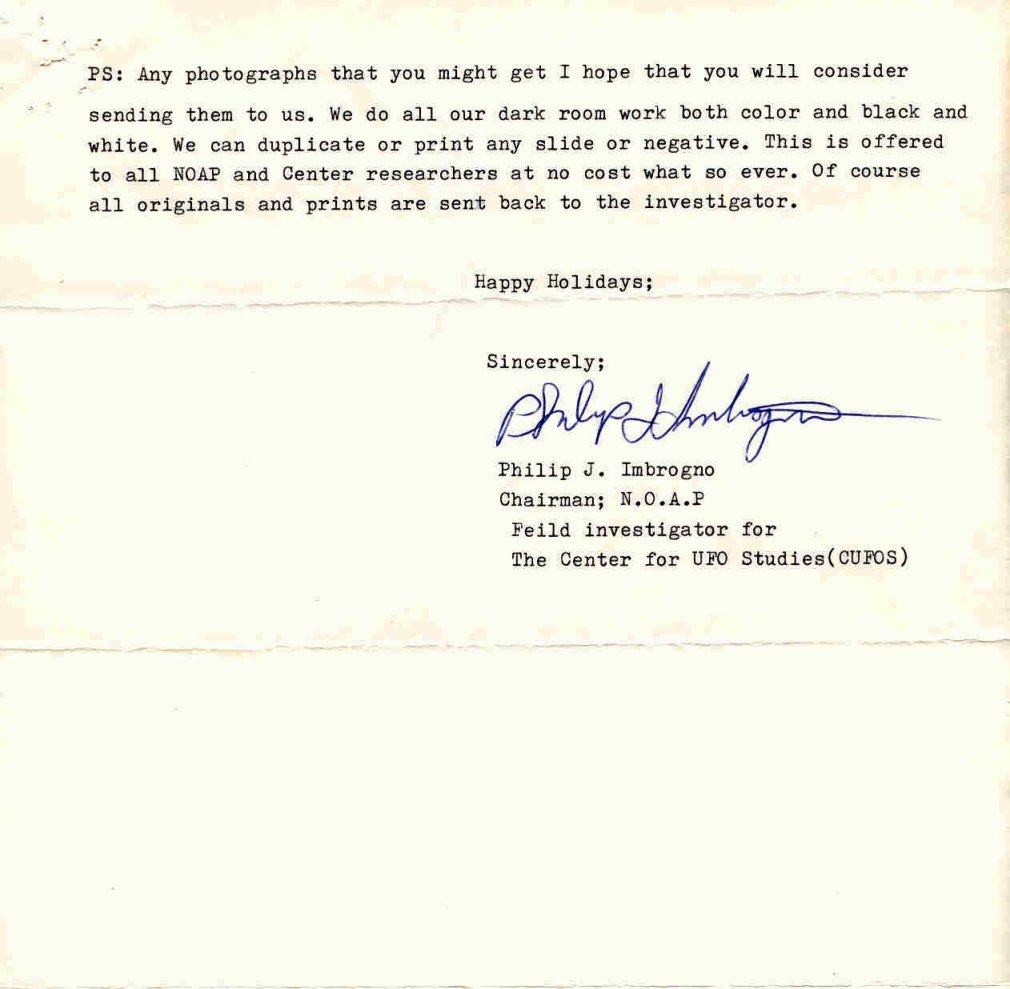 PS: Any photographs that you might get I hope that you will consider
sending them to us. We do all our dark room work both color and black and
white. We can duplicate or print any slide or negative. This is offered
to all NOAP and Center researchers at no cost what so ever. Of course
all originals and prints are sent back to the investigator.
Happy Holidays;
Sincerely;
Philip J Imbrogno
Philip J. Imbrogno
Chairman; N.O.A.P
Feild investigator for
The Center for UFO Studies(CUFOS)